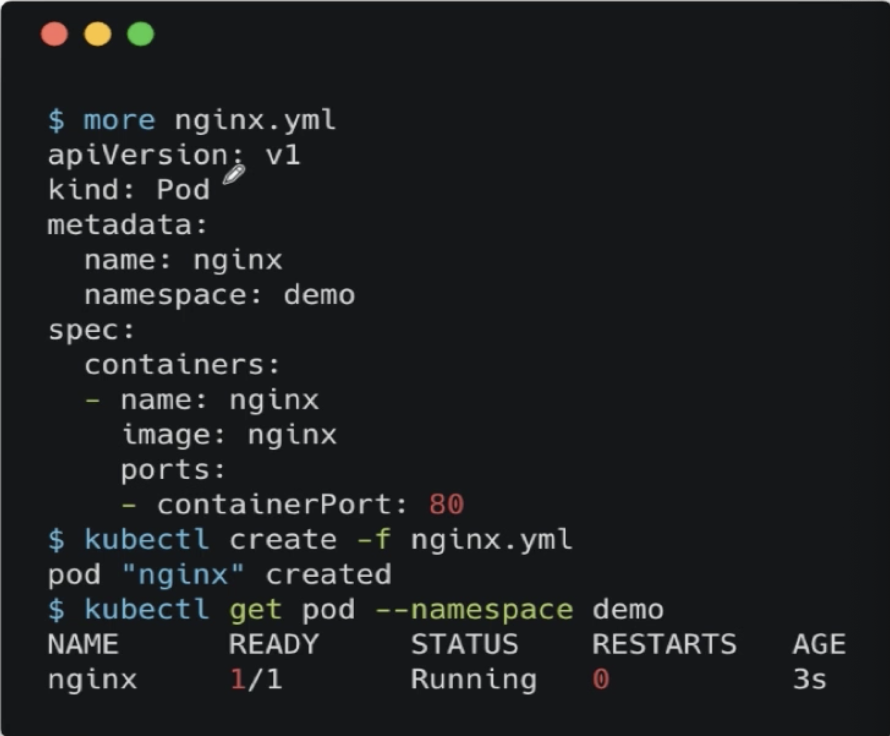 $ more nginx.yml
apiVersion: v1
kind: Pod
metadata:
  name: nginx
  namespace: demo
spec:
  containers:
  - name: nginx
    image: nginx
    ports:
    - containerPort: 80
$ kubectl create -f nginx.yml
pod "nginx" created
$ kubectl get pod --namespace demo
NAME      READY     STATUS    RESTARTS   AGE
nginx     1/1       Running   0          3s